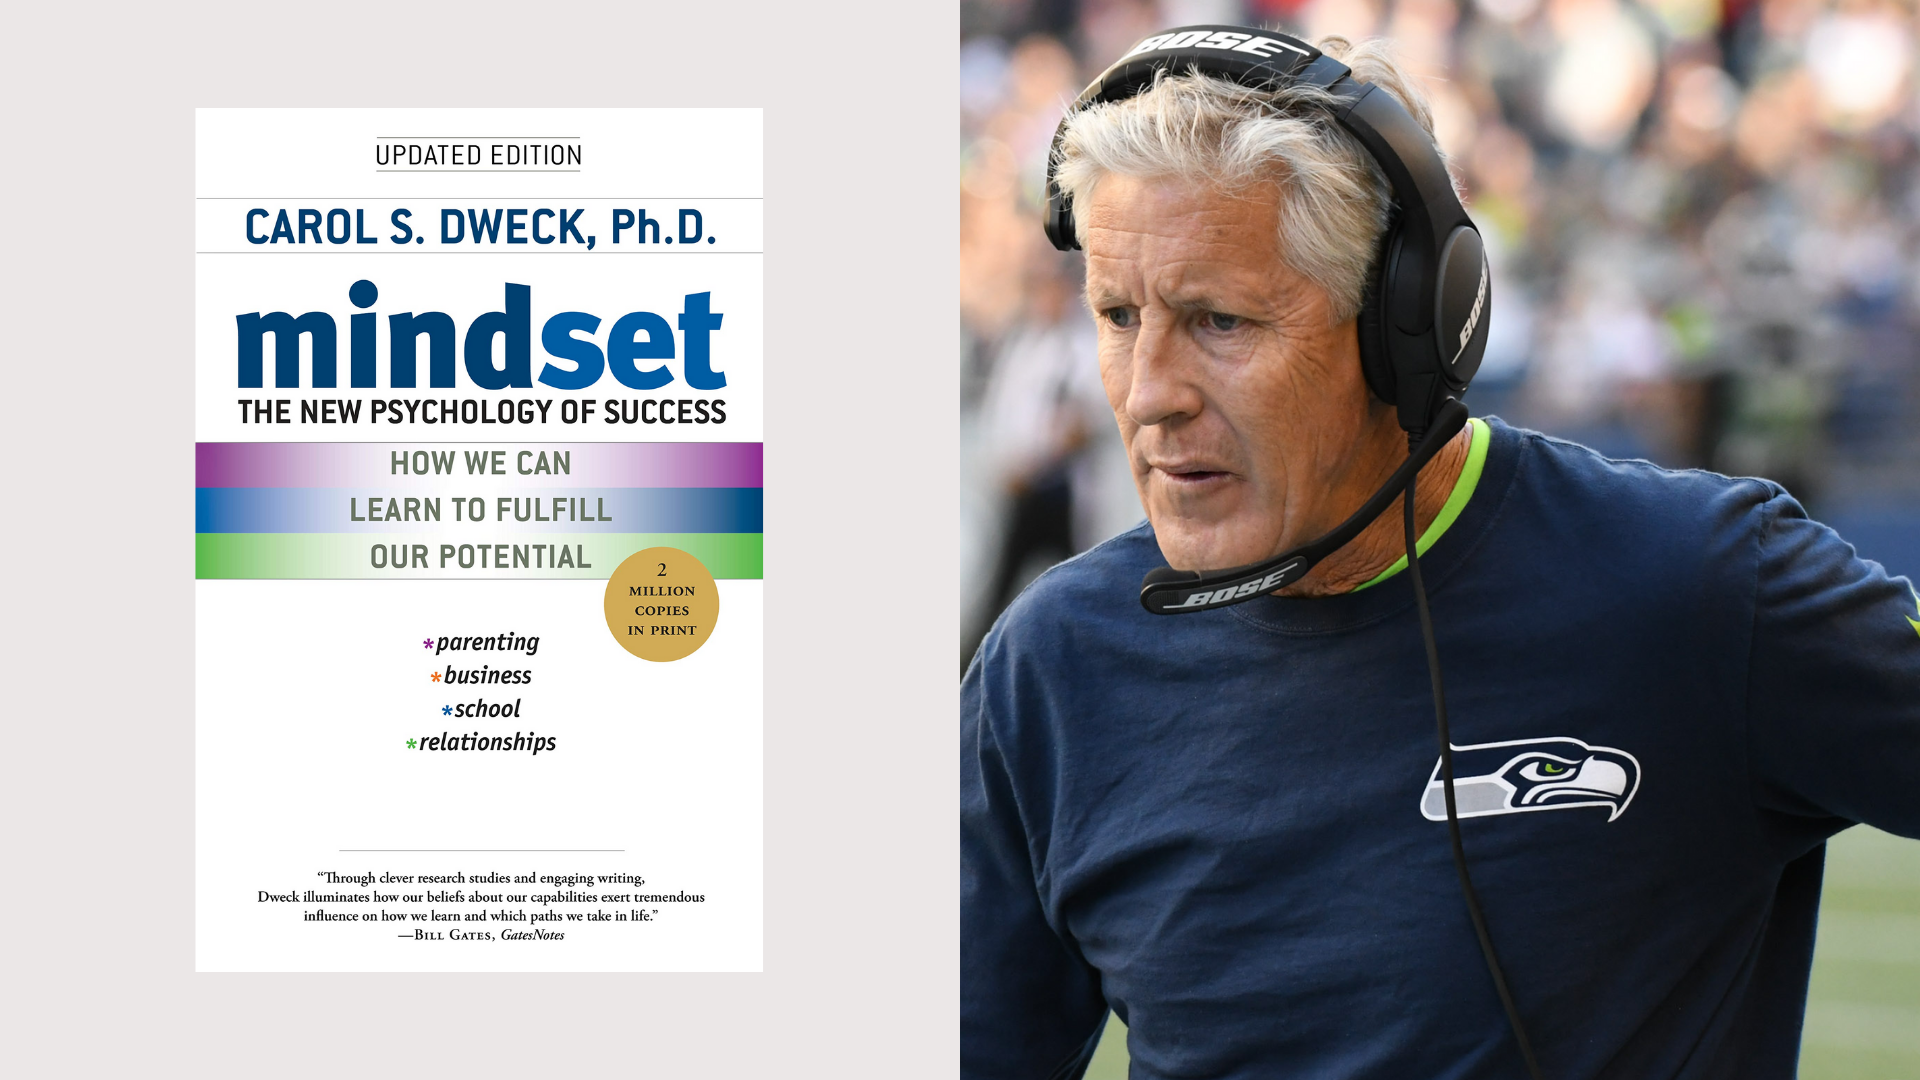 UPDATED EDITION
CAROL S. DWECK, Ph.D.
mindset
THE NEW PSYCHOLOGY OF SUCCESS
HOW WE CAN
LEARN TO FULFILL
OUR POTENTIAL
2
MILLION
COPIES
IN PRINT
*parenting
*business
*school
*relationships
“Through clever research studies and engaging writing,
Dweck illuminates how our beliefs about our capabilities exert tremendous
influence on how we learn and which paths we take in life.”
—BILL GATES, GatesNotes
BOSE
BOSE
BOSE